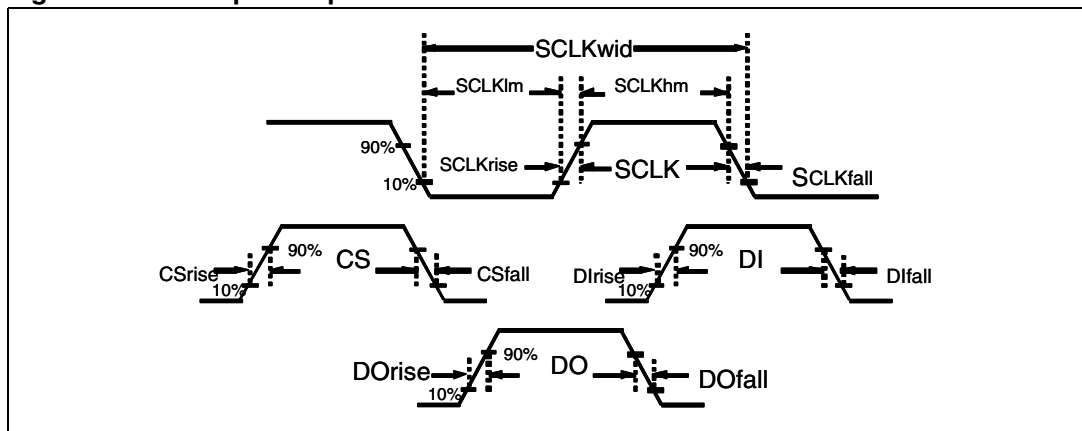 SCLKwid
SCLKlm
SCLKhm
90%
SCLKrise
SCLK
SCLKfall
10%
CSrise
90%
CS
CSfall
10%
DIrise
90%
DI
DIfall
10%
DOrise
90%
DO
DOfall
10%